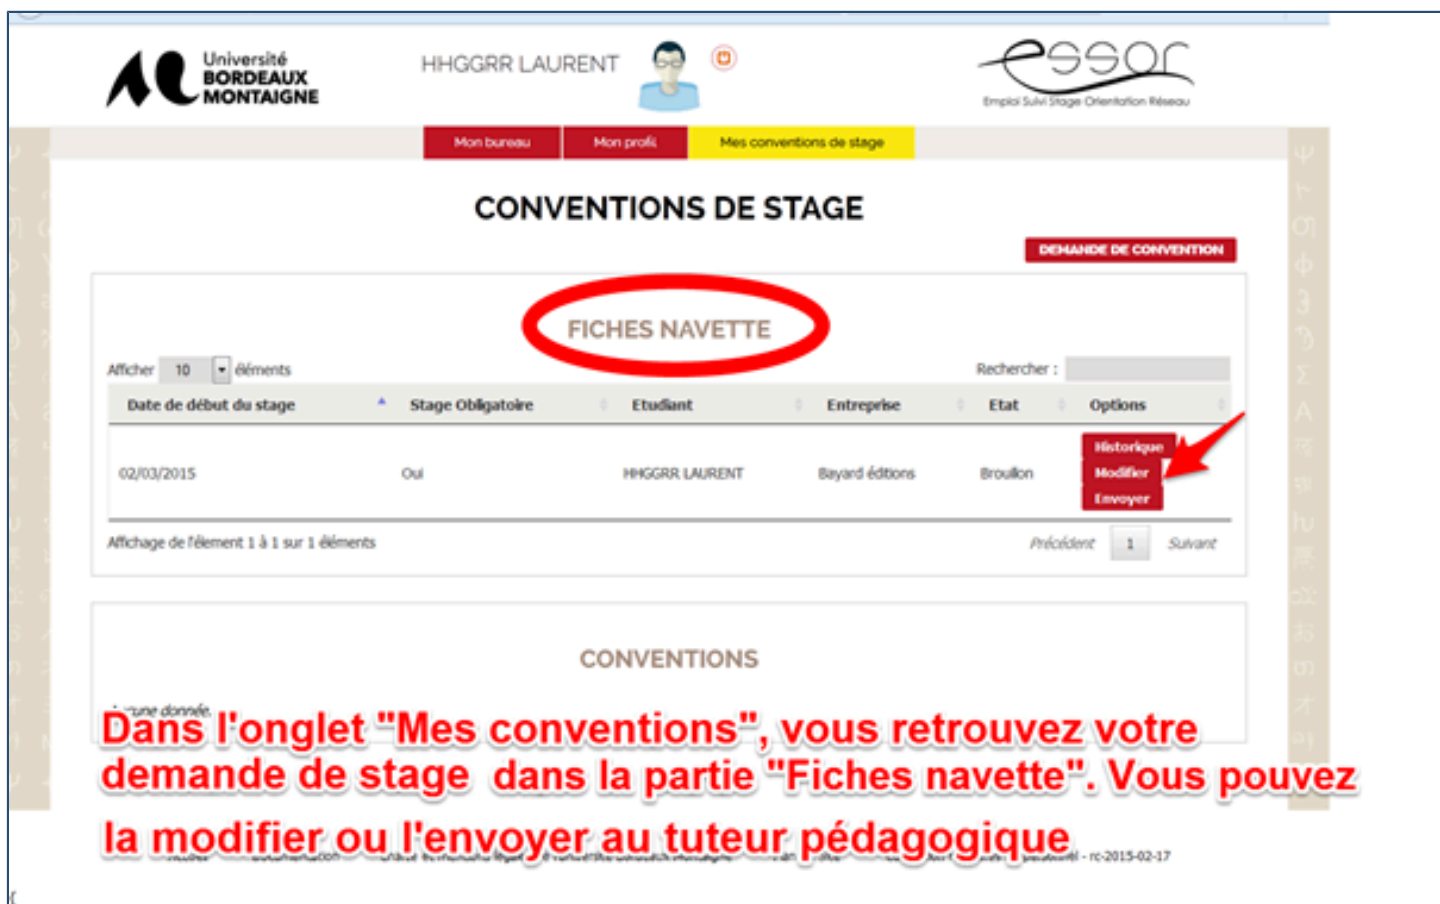 Université
BORDEAUX
MONTAIGNE
HHGGRR LAURENT
essor
Emploi Suivi Stage Orientation Réseau
Mon bureau Mon profil Mes conventions de stage
CONVENTIONS DE STAGE
DEMANDE DE CONVENTION
FICHES NAVETTE
Afficher 10 éléments Rechercher :
Date de début du stage Stage Obligatoire Etudiant Entreprise Etat Options
Historique
02/03/2015 Oui HHGGRR LAURENT Bayard éditions Brouillon Modifier
Envoyer
Affichage de l'élement 1 à 1 sur 1 éléments Précédent 1 Suivant
CONVENTIONS
Aucune donnée.
Dans l'onglet "Mes conventions", vous retrouvez votre
demande de stage dans la partie "Fiches navette". Vous pouvez
la modifier ou l'envoyer au tuteur pédagogique
- rc-2015-02-17